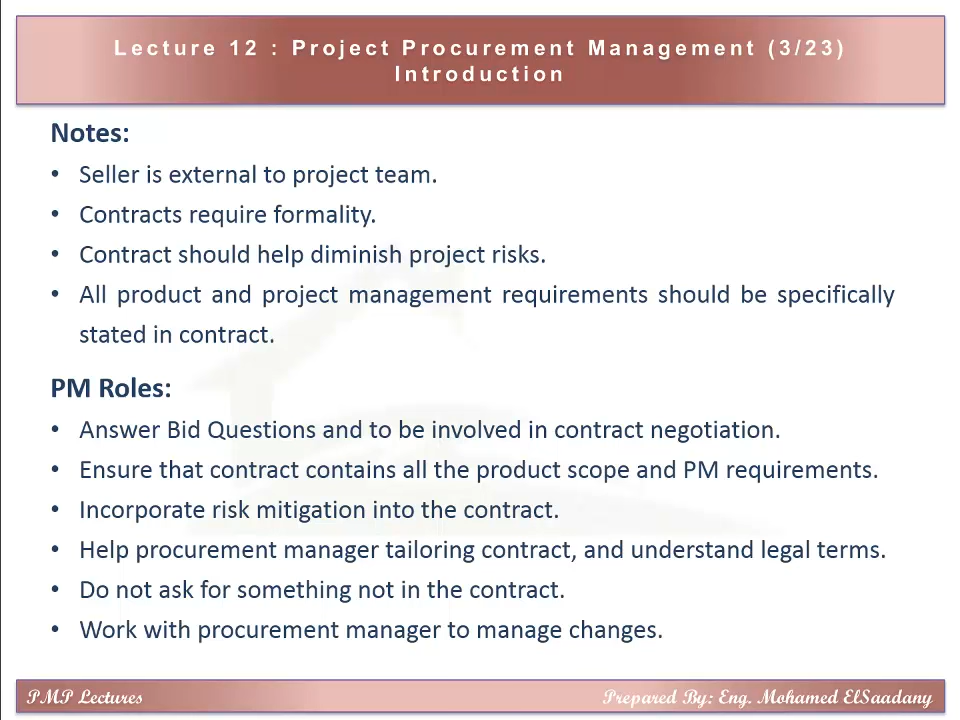 Lecture 12 : Project Procurement Management (3/23)
Introduction
Notes:
• Seller is external to project team.
• Contracts require formality.
• Contract should help diminish project risks.
• All product and project management requirements should be specifically
stated in contract.
PM Roles:
• Answer Bid Questions and to be involved in contract negotiation.
• Ensure that contract contains all the product scope and PM requirements.
• Incorporate risk mitigation into the contract.
• Help procurement manager tailoring contract, and understand legal terms.
• Do not ask for something not in the contract.
• Work with procurement manager to manage changes.
PMP Lectures
Prepared By: Eng. Mohamed ElSaadany